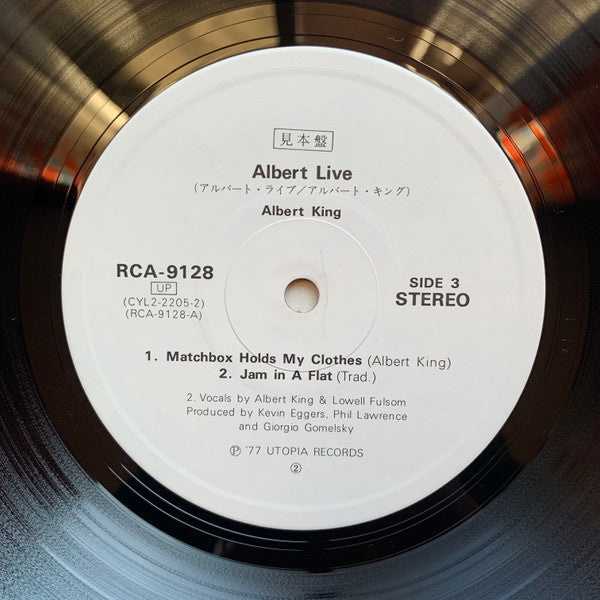 見本盤
Albert Live
(アルバート・ライブ/アルバート・キング)
Albert King
RCA-9128
UP
(CYL2-2205-2)
(RCA-9128-A)
SIDE 3
STEREO
1. Matchbox Holds My Clothes (Albert King)
2. Jam in A Flat (Trad.)
2. Vocals by Albert King & Lowell Fulsom
Produced by Kevin Eggers, Phil Lawrence
and Giorgio Gomelsky
Ⓟ '77 UTOPIA RECORDS
②